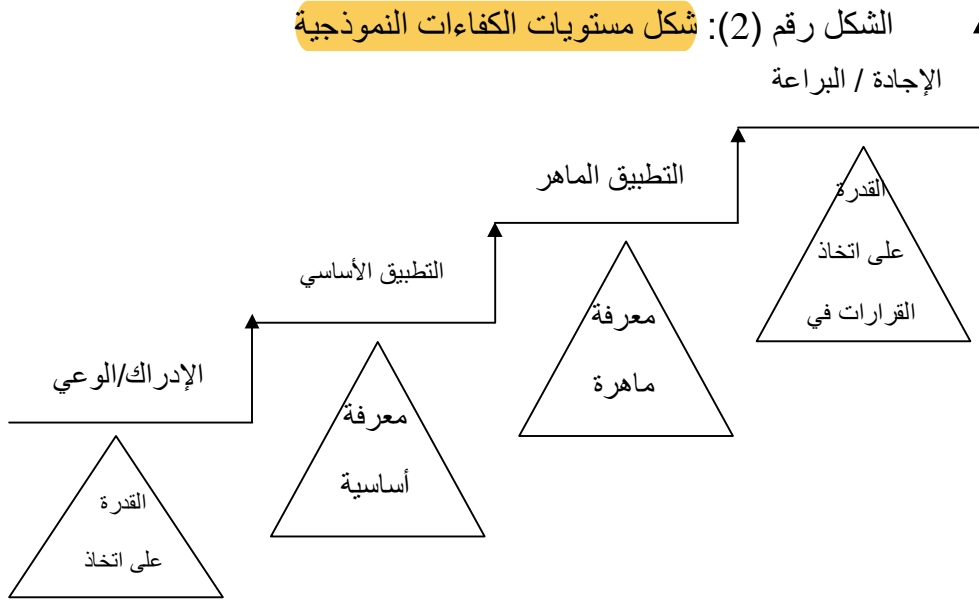 الشكل رقم (2): شكل مستويات الكفاءات النموذجية
الإجادة / البراعة
التطبيق الماهر
القدرة
على اتخاذ
القرارات في
التطبيق الأساسي
معرفة
ماهرة
الإدراك/الوعي
معرفة
أساسية
القدرة
على اتخاذ